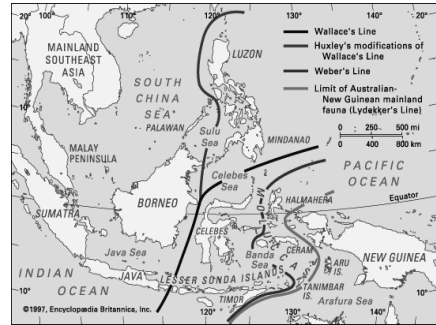 110°
120°
130°
140°
20°
LUZON
MAINLAND
SOUTHEAST
ASIA
SOUTH
CHINA
SEA
10°
PALAWAN
Sulu
Sea
MINDANAO
MALAY
PENINSULA
Celebes
Sea
PACIFIC
OCEAN
HALMAHERA
Equator
SUMATRA
BORNEO
CELEBES
MOLUCCA
ISLANDS
CERAM
Java Sea
Banda
Sea
ARU
IS.
NEW GUINEA
INDIAN
OCEAN
JAVA
LESSER SUNDA ISLANDS
TANIMBAR
IS.
TIMOR
Arafura Sea
10°
10°
110°
120°
130°
140°
Wallace's Line
Huxley's modifications of
Wallace's Line
Weber's Line
Limit of Australian-
New Guinean mainland
fauna (Lydekker's Line)
0 250 500 mi
0 400 800 km
©1997, Encyclopædia Britannica, Inc.